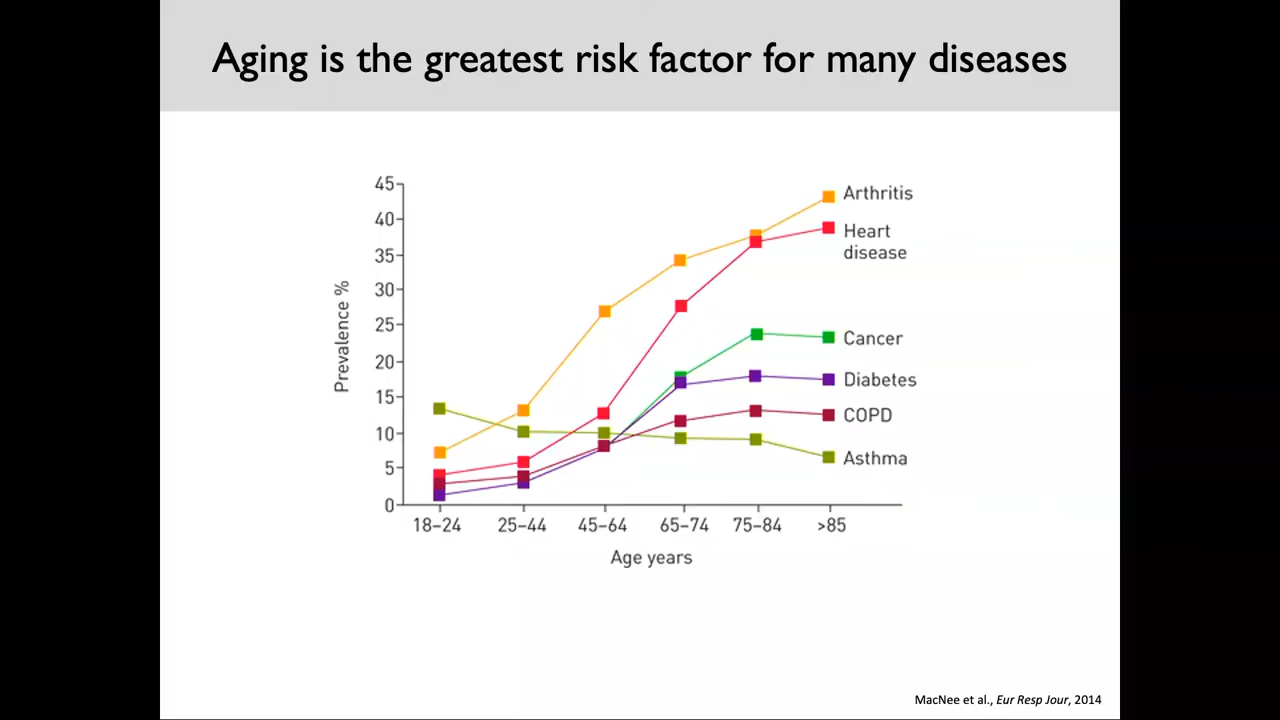 Aging is the greatest risk factor for many diseases
45
40
35
30
25
20
15
10
5
0
Prevalence %
Arthritis
Heart
disease
Cancer
Diabetes
COPD
Asthma
18–24 25–44 45–64 65–74 75–84 >85
Age years
MacNee et al., Eur Resp Jour, 2014